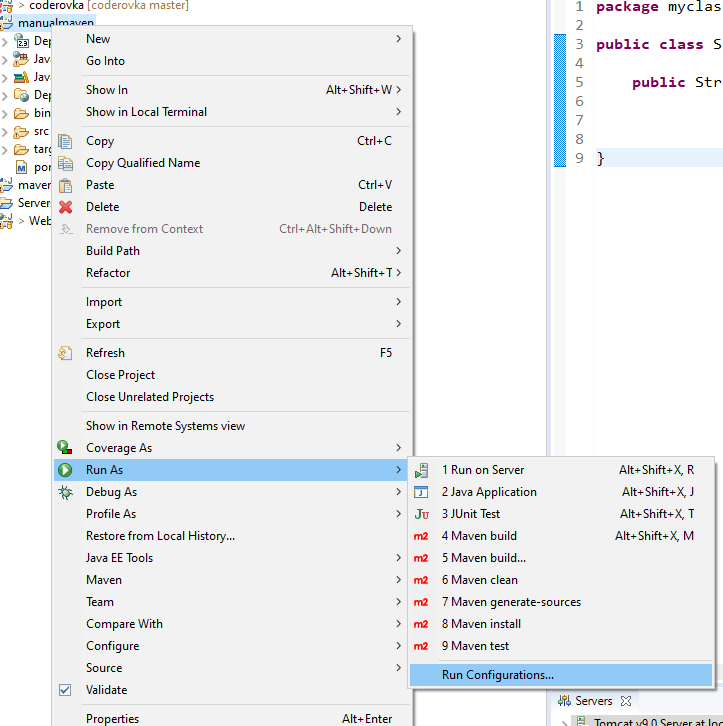 > coderovka [coderovka master]
manualmaven
New
Go Into
Show In Alt+Shift+W >
Show in Local Terminal
Copy Ctrl+C
Copy Qualified Name
Paste Ctrl+V
Delete Delete
Remove from Context Ctrl+Alt+Shift+Down
Build Path
Refactor Alt+Shift+T >
Import
Export
Refresh F5
Close Project
Close Unrelated Projects
Show in Remote Systems view
Coverage As
Run As
Debug As
Profile As
Restore from Local History...
Java EE Tools
Maven
Team
Compare With
Configure
Source
Validate
Properties Alt+Enter
Dep
Jav
Jav
Dep
bin
src
targ
por
maven
Server
> Web
1 Run on Server Alt+Shift+X, R
2 Java Application Alt+Shift+X, J
Ju 3 JUnit Test Alt+Shift+X, T
m2 4 Maven build Alt+Shift+X, M
m2 5 Maven build...
m2 6 Maven clean
m2 7 Maven generate-sources
m2 8 Maven install
m2 9 Maven test
Run Configurations...
1 package myclas
2
3 public class S
4
5 public Str
6
7
8
9 }
Servers
Tomcat v9.0 Server at loc